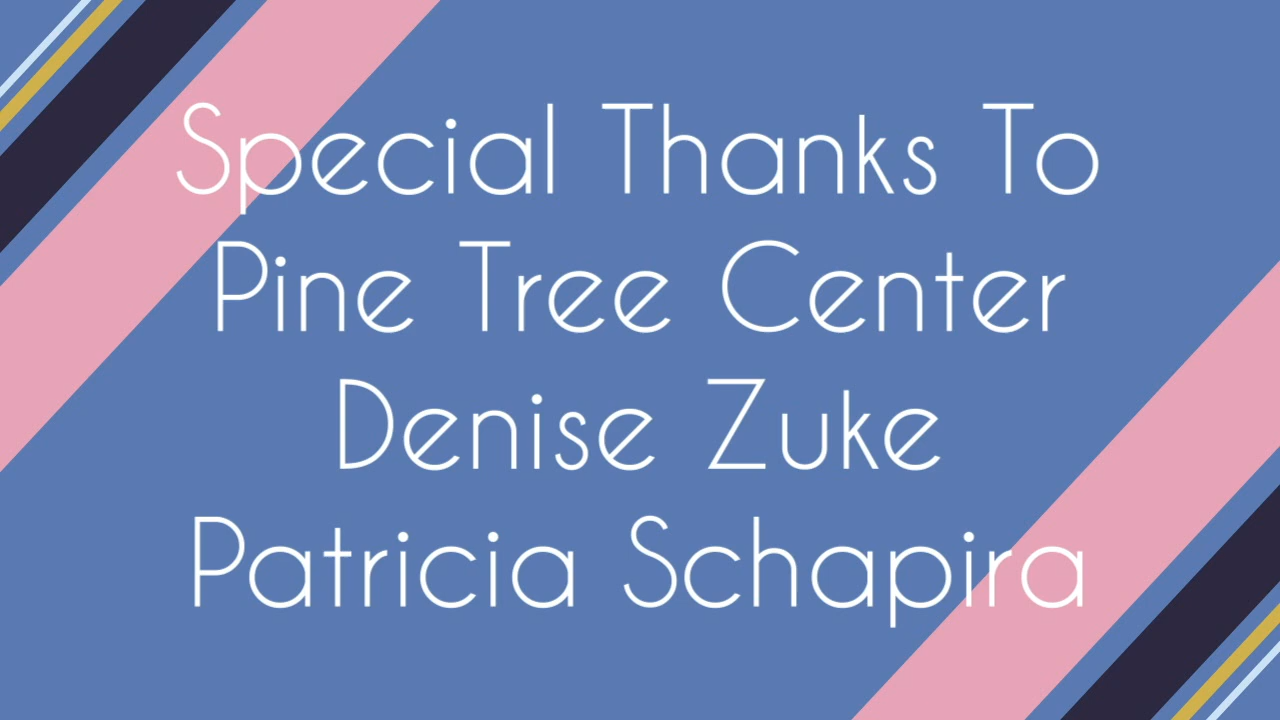 Special Thanks To
Pine Tree Center
Denise Zuke
Patricia Schapira